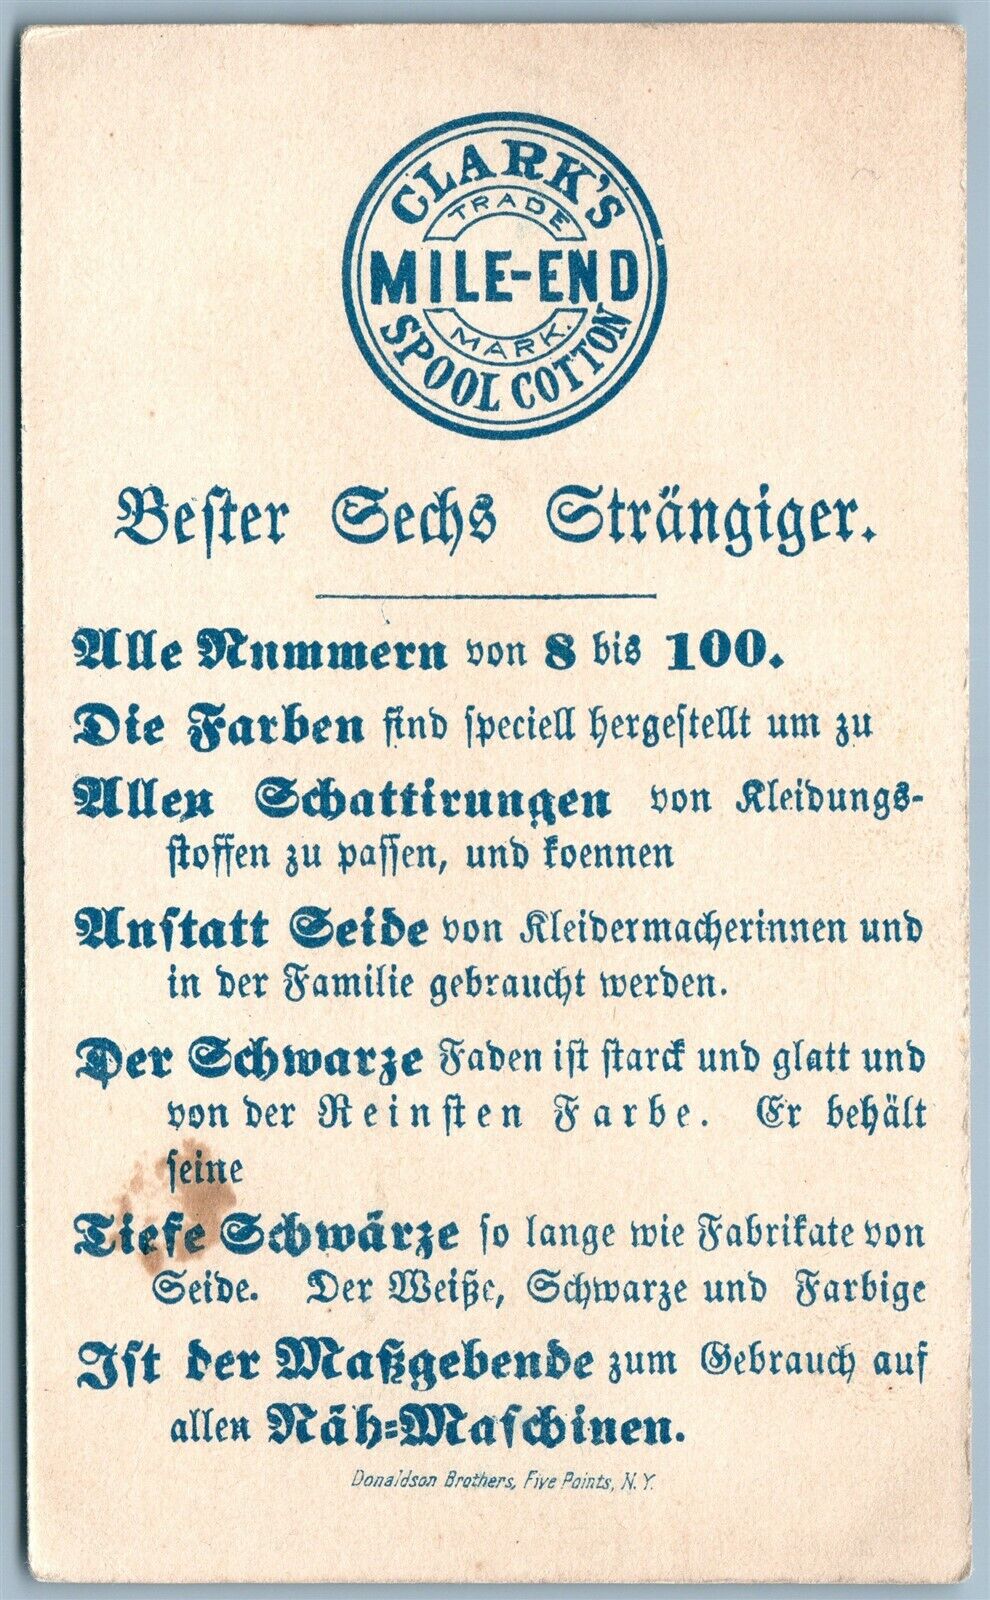 CLARK'S
TRADE
MILE-END
MARK.
SPOOL COTTON
Bester Sechs Strängiger.
Alle Nummern von 8 bis 100.
Die Farben sind speciell hergestellt um zu
Allen Schattirungen von Kleidungs-
stoffen zu passen, und koennen
Anstatt Seide von Kleidermacherinnen und
in der Familie gebraucht werden.
Der Schwarze Faden ist starck und glatt und
von der Reinsten Farbe. Er behält
seine
Tiefe Schwärze so lange wie Fabrikate von
Seide. Der Weiße, Schwarze und Farbige
Ist der Maßgebende zum Gebrauch auf
allen Näh=Maschinen.
Donaldson Brothers, Five Points, N.Y.